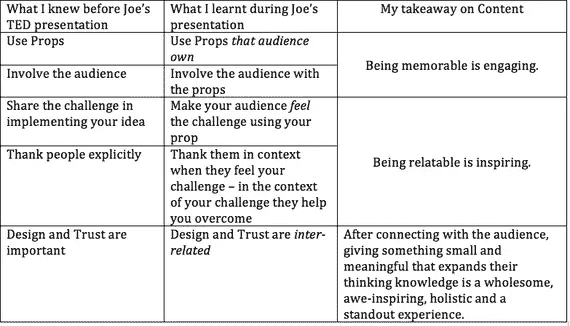 What I knew before Joe's
TED presentation
What I learnt during Joe's
presentation
My takeaway on Content
Use Props
Use Props that audience
own
Being memorable is engaging.
Involve the audience
Involve the audience with
the props
Share the challenge in
implementing your idea
Make your audience feel
the challenge using your
prop
Being relatable is inspiring.
Thank people explicitly
Thank them in context
when they feel your
challenge – in the context
of your challenge they help
you overcome
Design and Trust are
important
Design and Trust are inter-
related
After connecting with the audience,
giving something small and
meaningful that expands their
thinking knowledge is a wholesome,
awe-inspiring, holistic and a
standout experience.